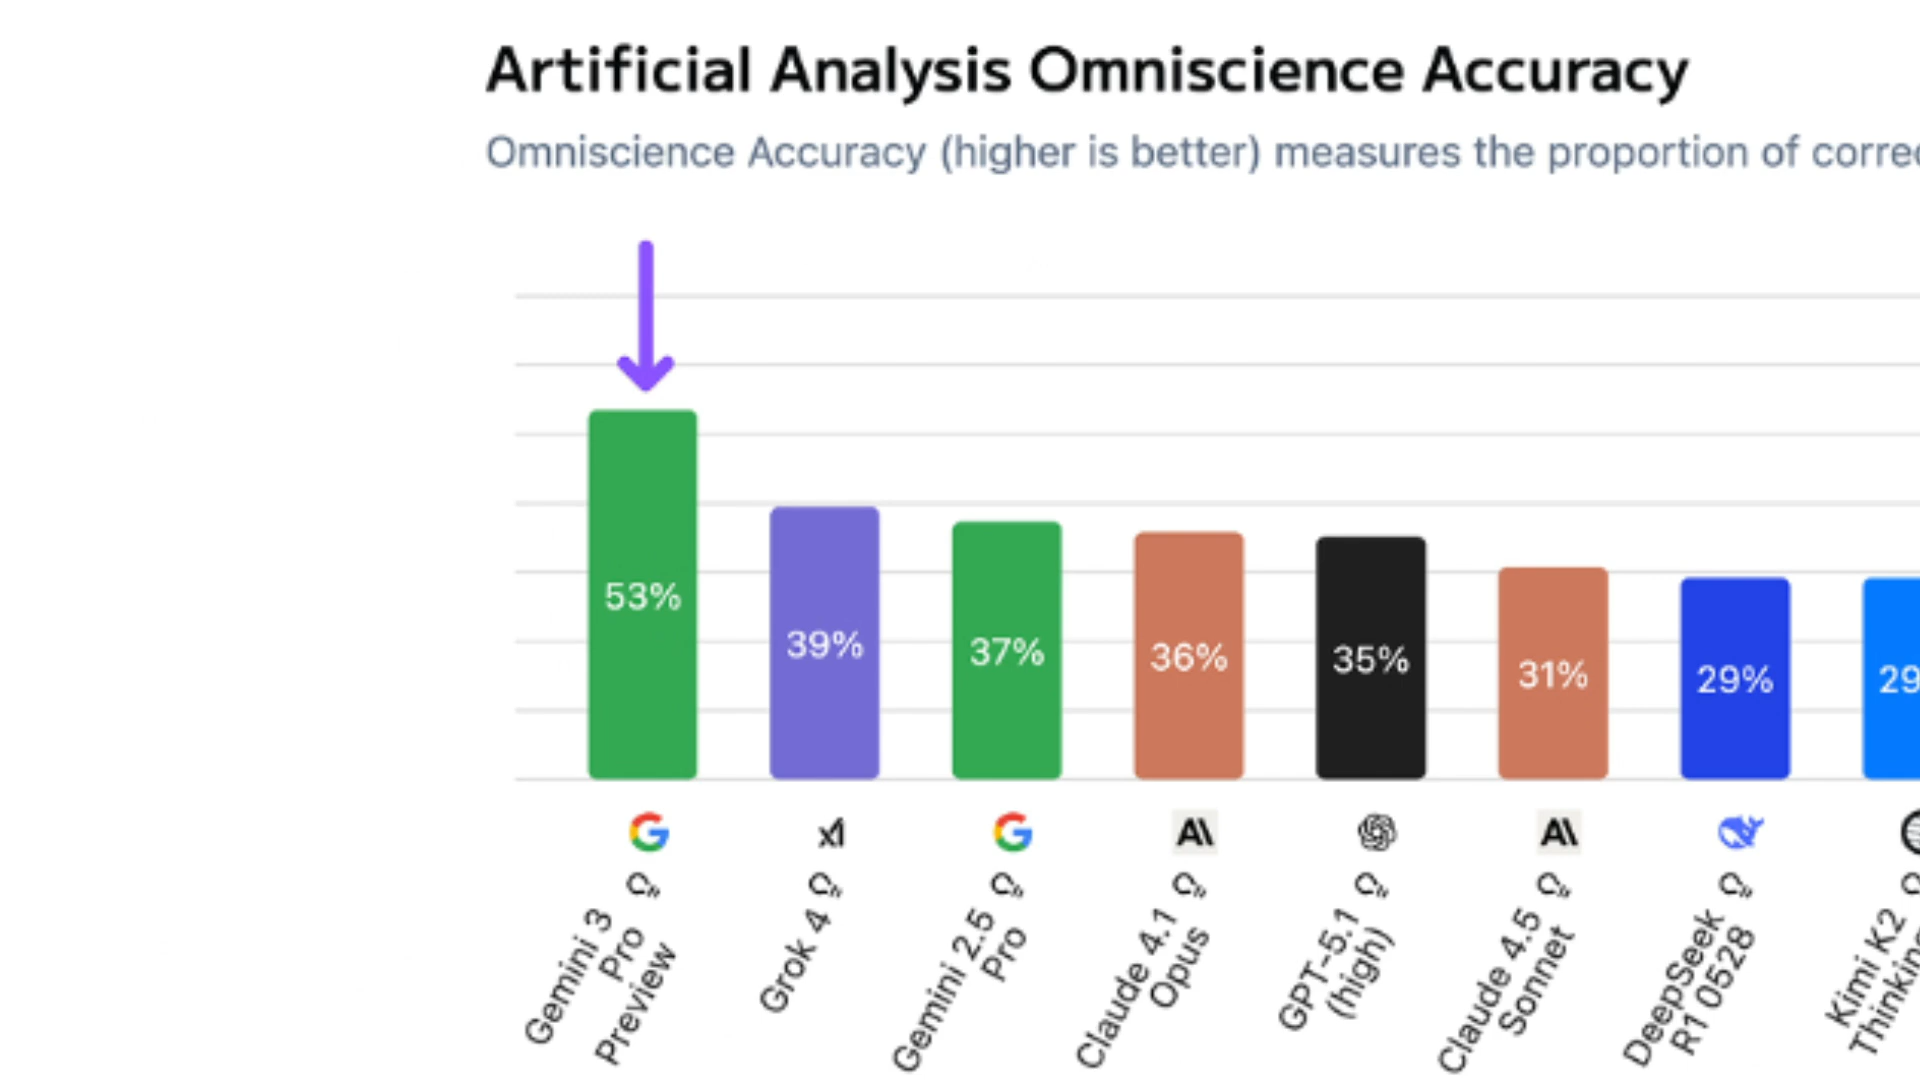 Artificial Analysis Omniscience Accuracy
Omniscience Accuracy (higher is better) measures the proportion of correc
53%
39%
37%
36%
35%
31%
29%
29
Gemini 3
Pro
Preview
Grok 4
Gemini 2.5
Pro
Claude 4.1
Opus
GPT-5.1
(high)
Claude 4.5
Sonnet
DeepSeek
R1 0528
Kimi K2
Thinking